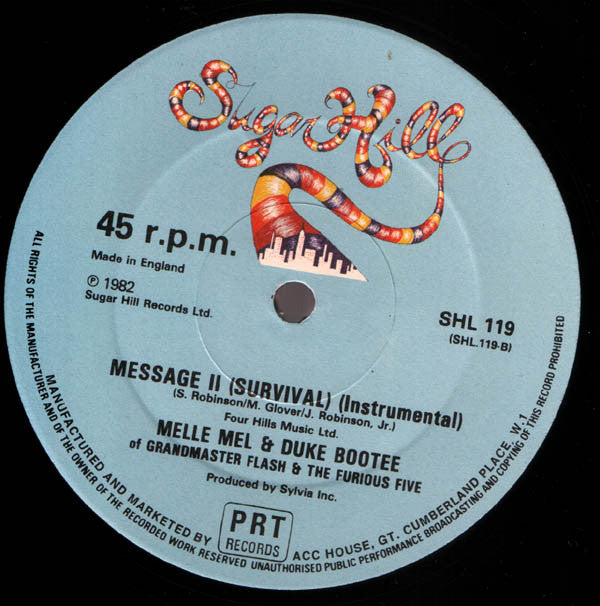 Sugar Hill
45 r.p.m.
Made in England
℗ 1982
Sugar Hill Records Ltd.
SHL 119
(SHL.119-B)
MESSAGE II (SURVIVAL) (Instrumental)
(S. Robinson/M. Glover/J. Robinson, Jr.)
Four Hills Music Ltd.
MELLE MEL & DUKE BOOTEE
of GRANDMASTER FLASH & THE FURIOUS FIVE
Produced by Sylvia Inc.
PRT
RECORDS
MANUFACTURED AND MARKETED BY ACC HOUSE, GT. CUMBERLAND PLACE, W.1
ALL RIGHTS OF THE MANUFACTURER AND OF THE OWNER OF THE RECORDED WORK RESERVED UNAUTHORISED PUBLIC PERFORMANCE BROADCASTING AND COPYING OF THIS RECORD PROHIBITED